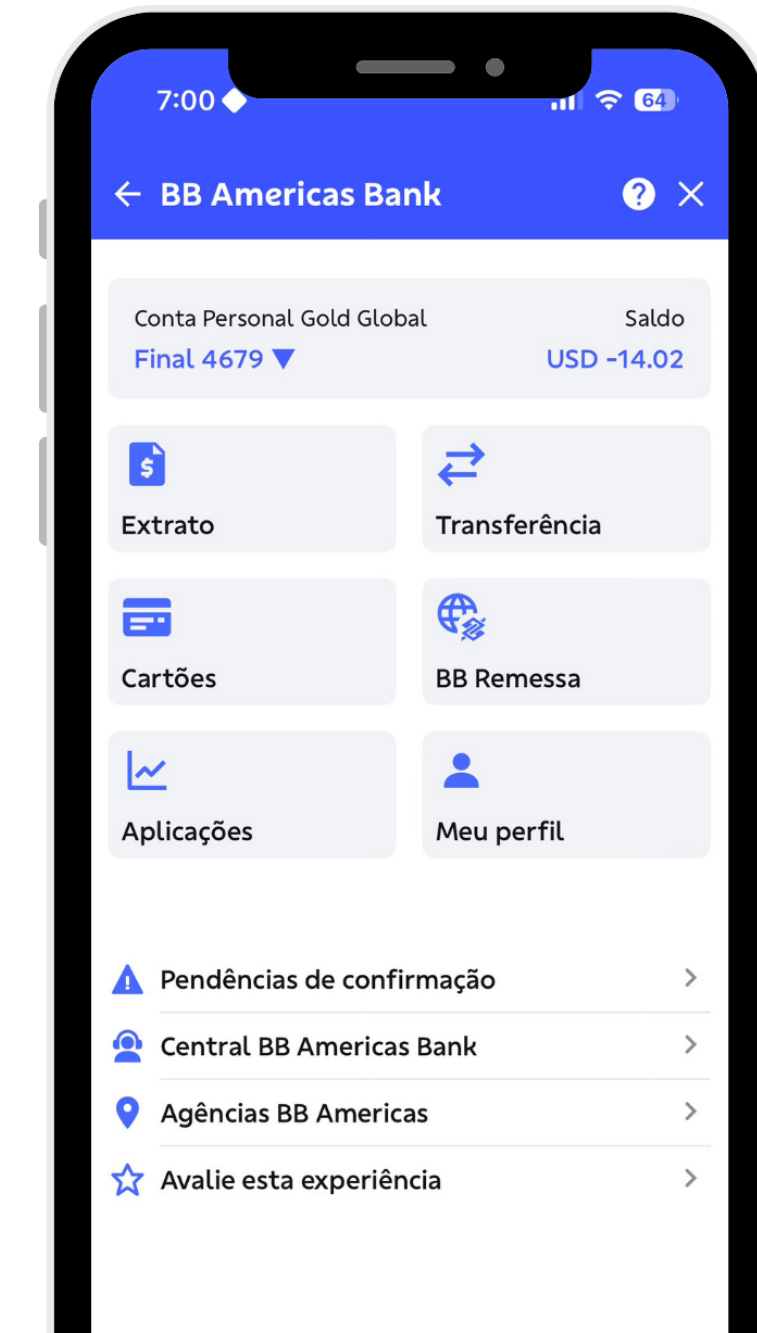 7:00 64
BB Americas Bank ?
Conta Personal Gold Global Saldo
Final 4679 USD -14.02
$
Extrato Transferência
Cartões BB Remessa
Aplicações Meu perfil
Pendências de confirmação
Central BB Americas Bank
Agências BB Americas
Avalie esta experiência